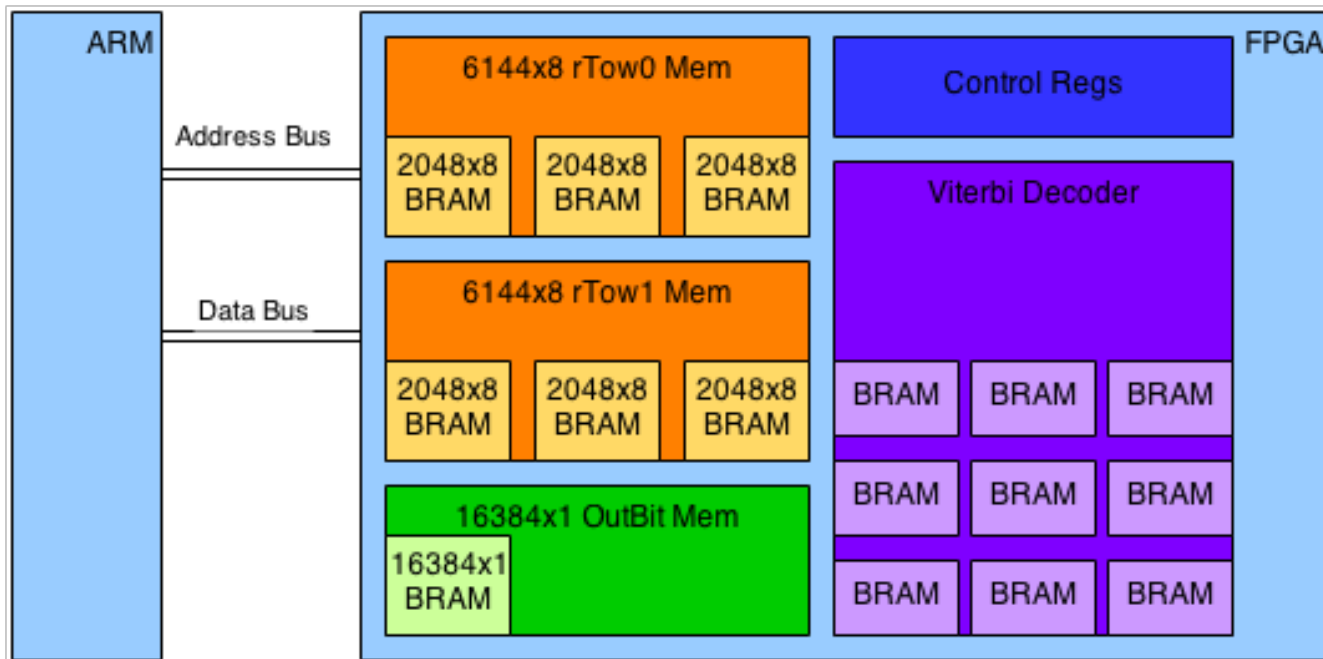 ARM
Address Bus
Data Bus
FPGA
6144x8 rTow0 Mem
2048x8
BRAM
2048x8
BRAM
2048x8
BRAM
6144x8 rTow1 Mem
2048x8
BRAM
2048x8
BRAM
2048x8
BRAM
16384x1 OutBit Mem
16384x1
BRAM
Control Regs
Viterbi Decoder
BRAM
BRAM
BRAM
BRAM
BRAM
BRAM
BRAM
BRAM
BRAM